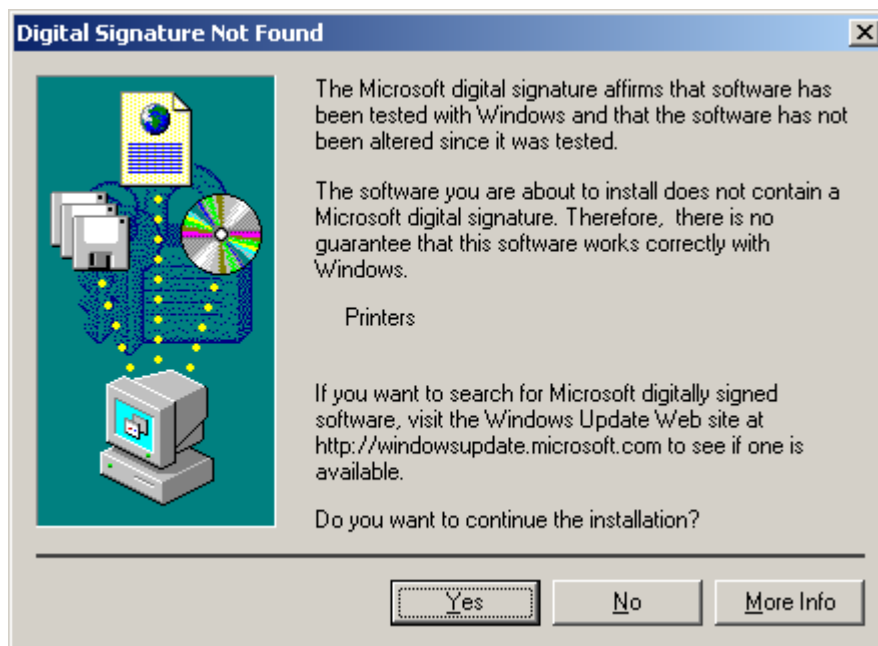 Digital Signature Not Found
The Microsoft digital signature affirms that software has
been tested with Windows and that the software has not
been altered since it was tested.
The software you are about to install does not contain a
Microsoft digital signature. Therefore,  there is no
guarantee that this software works correctly with
Windows.
Printers
If you want to search for Microsoft digitally signed
software, visit the Windows Update Web site at
http://windowsupdate.microsoft.com to see if one is
available.
Do you want to continue the installation?
Yes
No
More Info